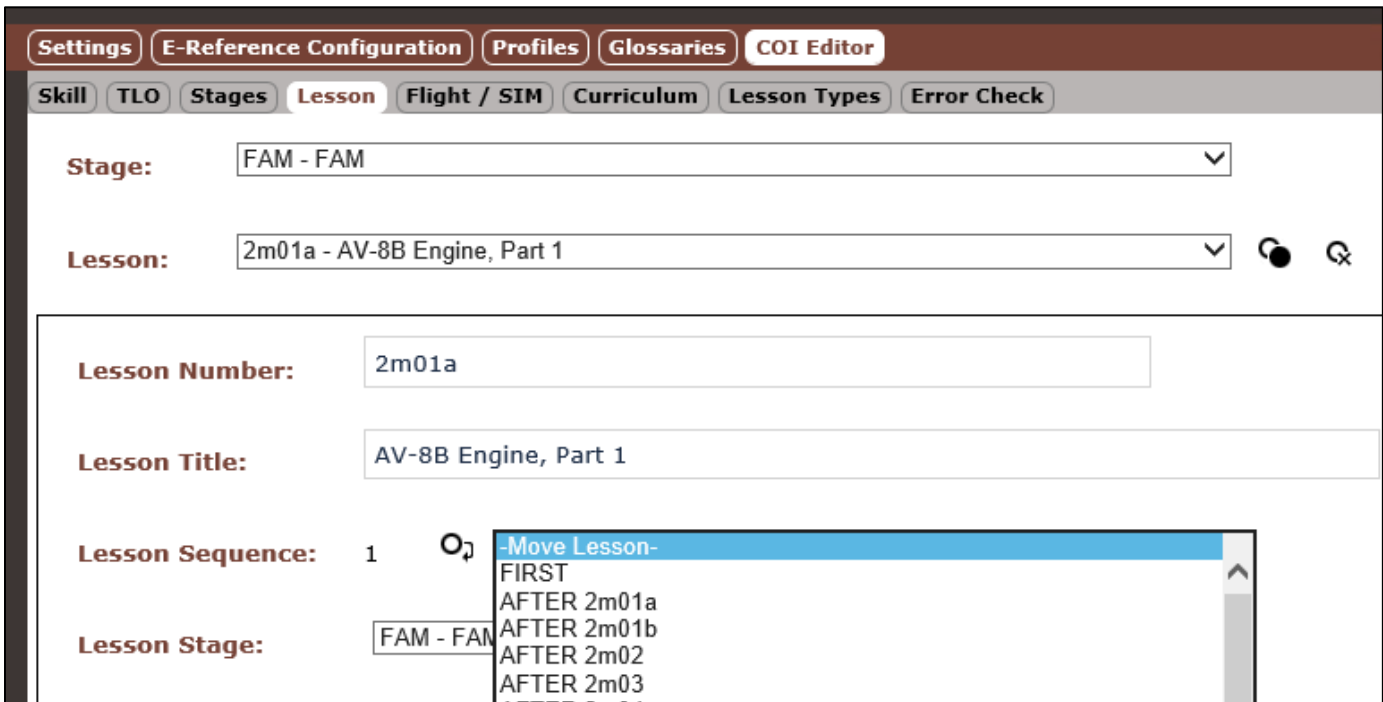 Settings E-Reference Configuration Profiles Glossaries COI Editor
Skill TLO Stages Lesson Flight / SIM Curriculum Lesson Types Error Check
Stage: FAM - FAM
Lesson: 2m01a - AV-8B Engine, Part 1
Lesson Number: 2m01a
Lesson Title: AV-8B Engine, Part 1
Lesson Sequence: 1 -Move Lesson-
FIRST
AFTER 2m01a
AFTER 2m01b
Lesson Stage: FAM - FAM
AFTER 2m02
AFTER 2m03